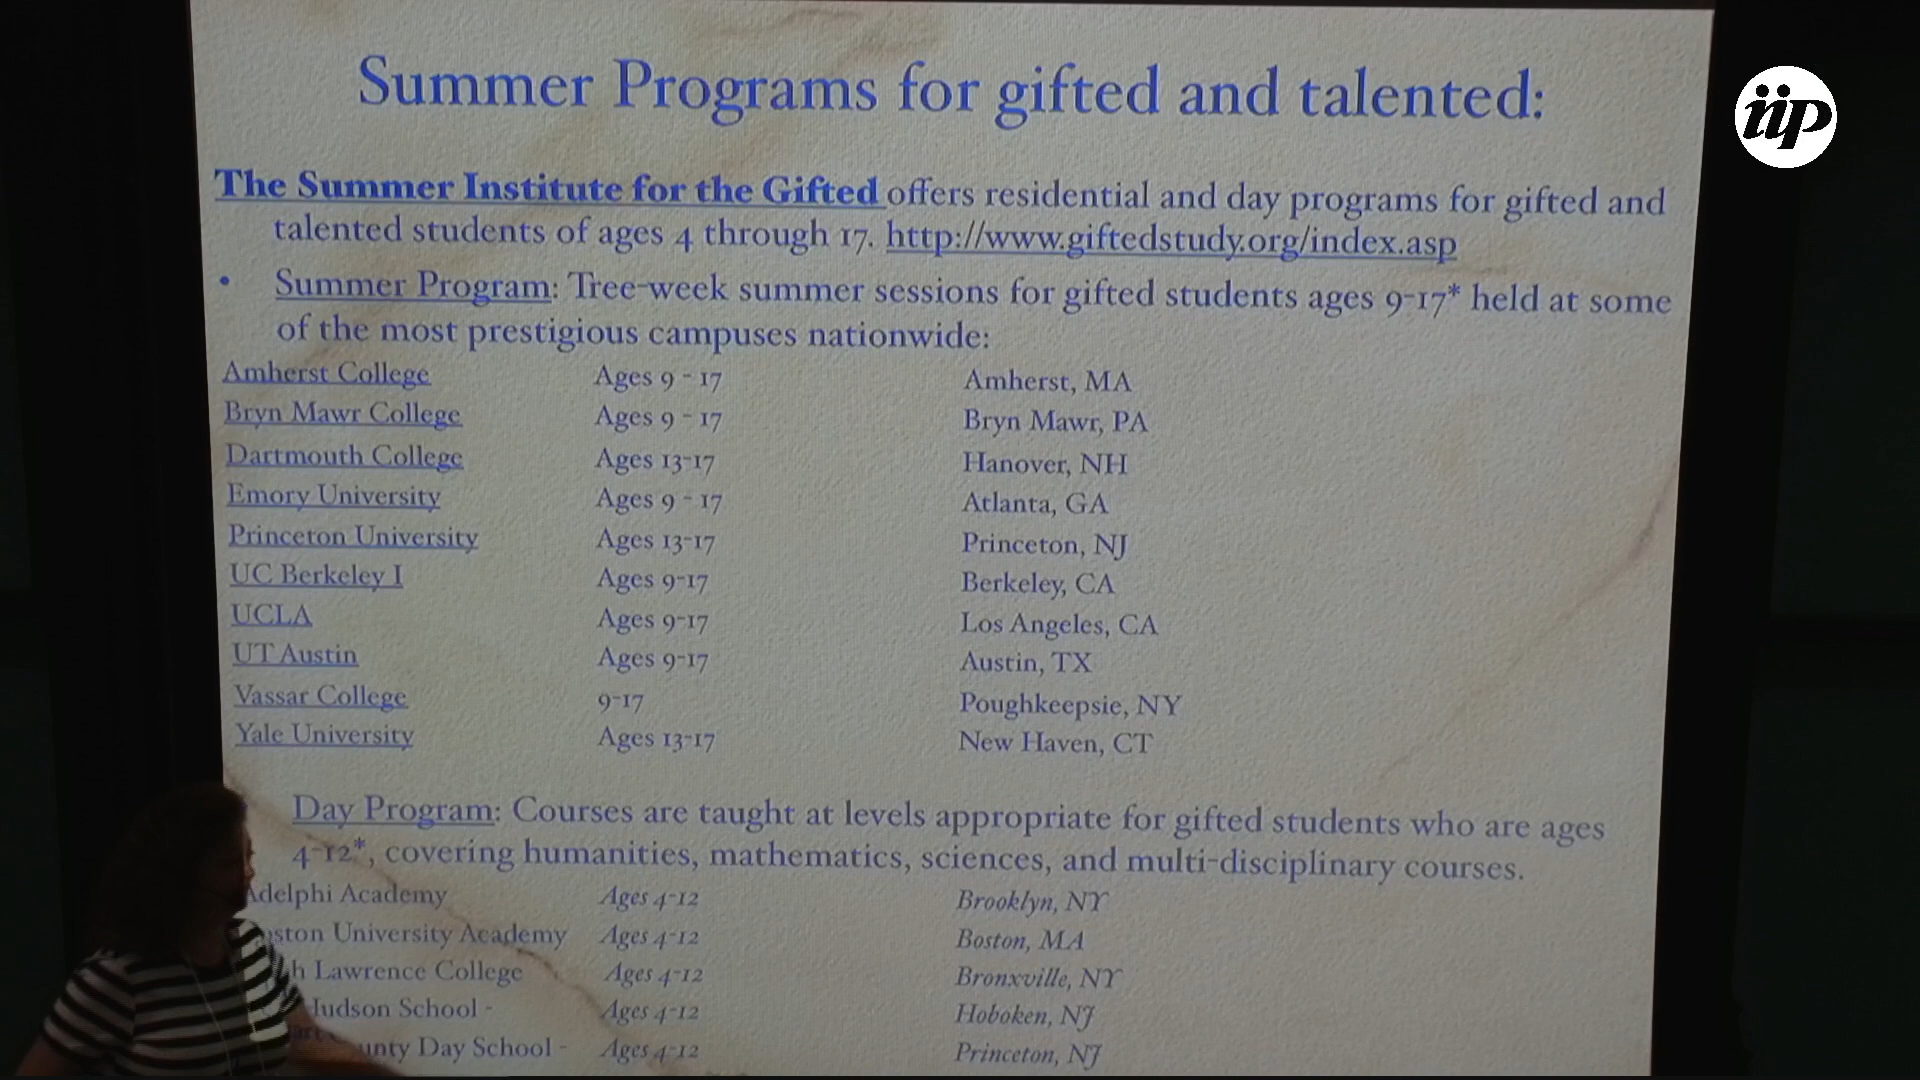 Summer Programs for gifted and talented:
iip
The Summer Institute for the Gifted offers residential and day programs for gifted and
talented students of ages 4 through 17. http://www.giftedstudy.org/index.asp
• Summer Program: Tree-week summer sessions for gifted students ages 9-17* held at some
of the most prestigious campuses nationwide:
Amherst College Ages 9 - 17 Amherst, MA
Bryn Mawr College Ages 9 - 17 Bryn Mawr, PA
Dartmouth College Ages 13-17 Hanover, NH
Emory University Ages 9 - 17 Atlanta, GA
Princeton University Ages 13-17 Princeton, NJ
UC Berkeley I Ages 9-17 Berkeley, CA
UCLA Ages 9-17 Los Angeles, CA
UT Austin Ages 9-17 Austin, TX
Vassar College 9-17 Poughkeepsie, NY
Yale University Ages 13-17 New Haven, CT
Day Program: Courses are taught at levels appropriate for gifted students who are ages
4-12*, covering humanities, mathematics, sciences, and multi-disciplinary courses.
Adelphi Academy Ages 4-12 Brooklyn, NY
University Academy Ages 4-12 Boston, MA
Lawrence College Ages 4-12 Bronxville, NY
Hudson School - Ages 4-12 Hoboken, NJ
Day School - Ages 4-12 Princeton, NJ